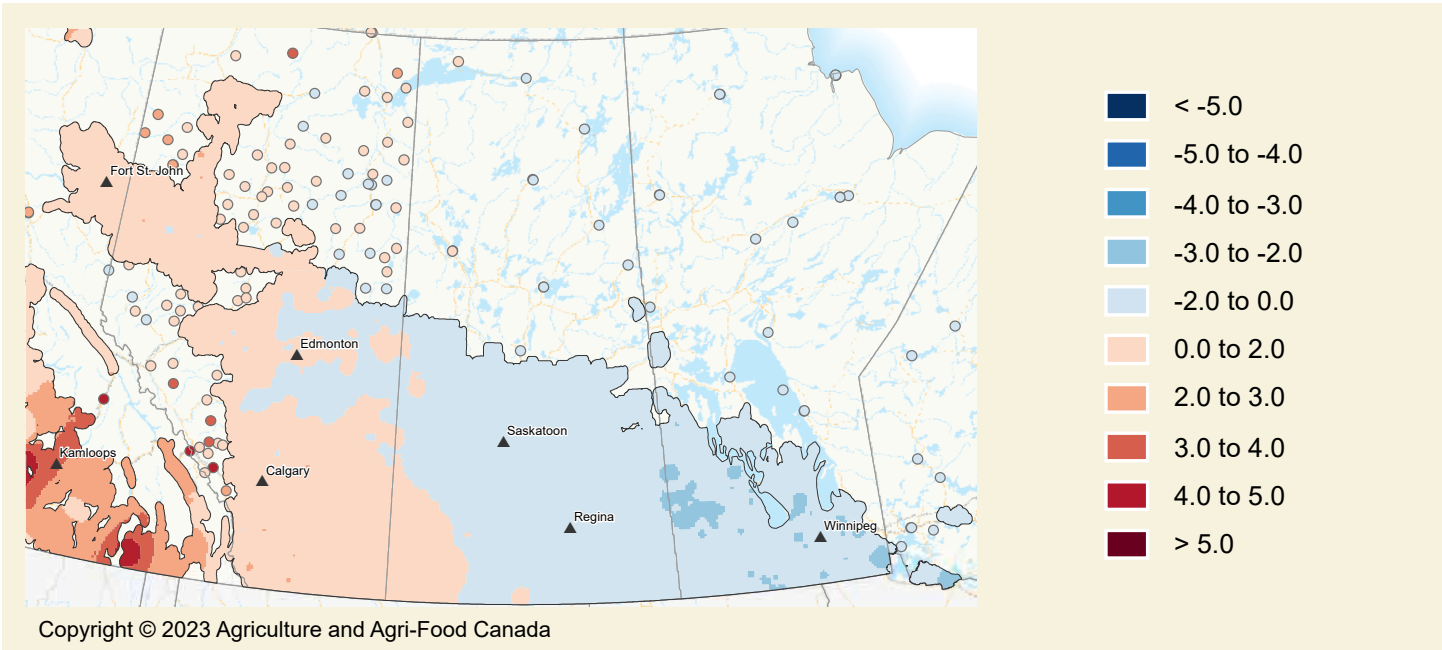 Fort St. John
Edmonton
Saskatoon
Kamloops
Calgary
Regina
Winnipeg
< -5.0
-5.0 to -4.0
-4.0 to -3.0
-3.0 to -2.0
-2.0 to 0.0
0.0 to 2.0
2.0 to 3.0
3.0 to 4.0
4.0 to 5.0
> 5.0
Copyright © 2023 Agriculture and Agri-Food Canada